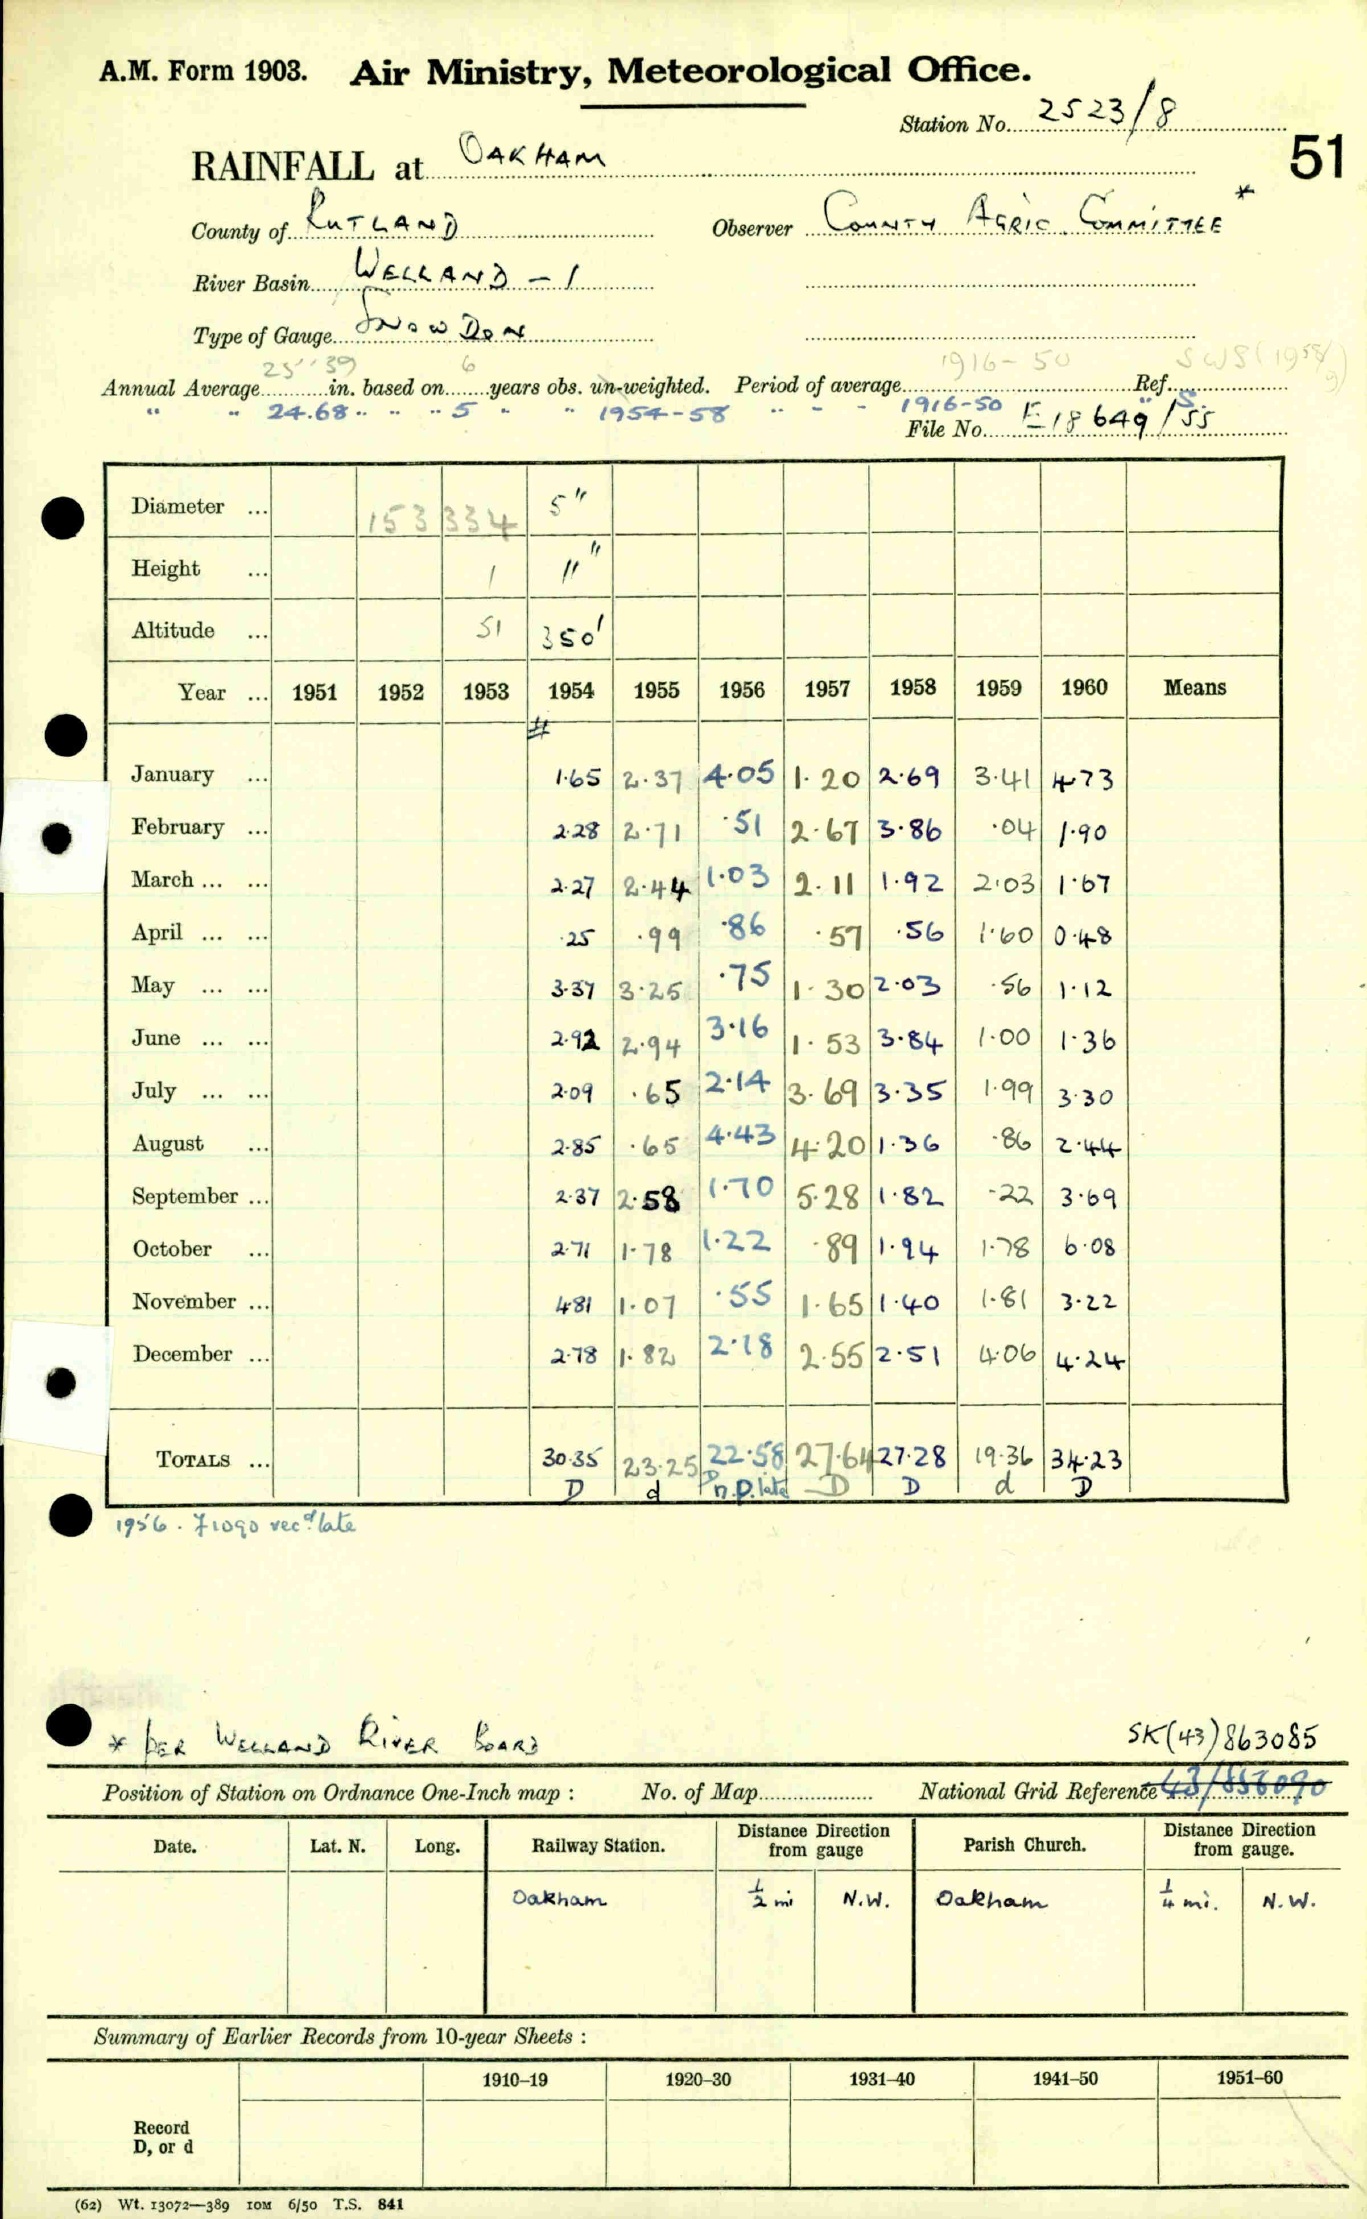 A.M. Form 1903. Air Ministry, Meteorological Office.
Station No. 2523/8
51
RAINFALL at OAKHAM
County of RUTLAND Observer COUNTY AGRIC. COMMITTEE *
River Basin WELLAND - 1
Type of Gauge SNOWDON
Annual Average 25"39 in. based on 6 years obs. un-weighted. Period of average 1916-50 Ref. SWS (1958/9)
" " 24.68 " " " 5 " " 1954-58 " - - 1916-50 " S.
File No. E18649/55
Diameter ... 153 334 5"
Height ... 1 11"
Altitude ... 51 350'
Year ... 1951 1952 1953 1954 1955 1956 1957 1958 1959 1960 Means
#
January ... 1.65 2.37 4.05 1.20 2.69 3.41 4.73
February ... 2.28 2.71 .51 2.67 3.86 .04 1.90
March ... ... 2.27 2.44 1.03 2.11 1.92 2.03 1.67
April ... ... .25 .99 .86 .57 .56 1.60 0.48
May ... ... 3.37 3.25 .75 1.30 2.03 .56 1.12
June ... ... 2.92 2.94 3.16 1.53 3.84 1.00 1.36
July ... ... 2.09 .65 2.14 3.69 3.35 1.99 3.30
August ... 2.85 .65 4.43 4.20 1.36 .86 2.44
September ... 2.37 2.58 1.70 5.28 1.82 .22 3.69
October ... 2.71 1.78 1.22 .89 1.94 1.78 6.08
November ... 4.81 1.07 .55 1.65 1.40 1.81 3.22
December ... 2.78 1.82 2.18 2.55 2.51 4.06 4.24
TOTALS ... 30.35 23.25 22.58 27.64 27.28 19.36 34.23
D d D n.p. late D D d D
1956. F1090 recd. late
* PER WELLAND RIVER BOARD SK(43)863085
Position of Station on Ordnance One-Inch map : No. of Map National Grid Reference 43/858090
Date. Lat. N. Long. Railway Station. Distance Direction from gauge Parish Church. Distance Direction from gauge.
Oakham 1/2 mi N.W. Oakham 1/4 mi. N.W.
Summary of Earlier Records from 10-year Sheets :
1910–19 1920–30 1931–40 1941–50 1951–60
Record
D, or d
(62) Wt. 13072—389 10M 6/50 T.S. 841